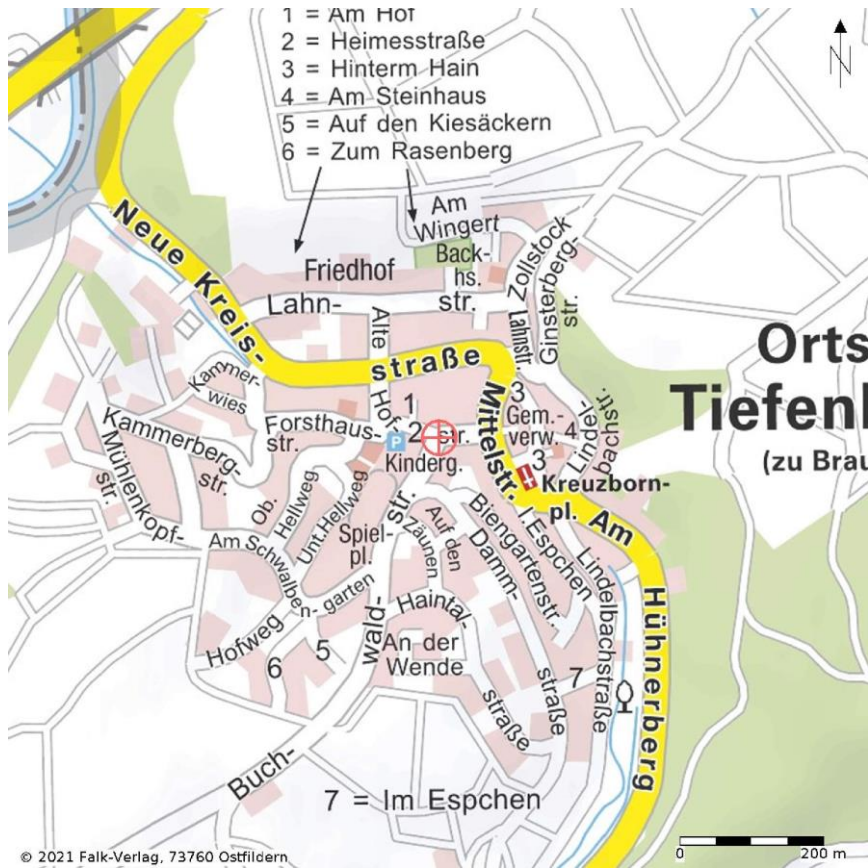 1 = Am Hof
2 = Heimesstraße
3 = Hinterm Hain
4 = Am Steinhaus
5 = Auf den Kiesäckern
6 = Zum Rasenberg
N
Am
Wingert
Back-
hs.
Zollstock
Neue Kreis-
straße
Friedhof
Lahn-
str.
Lahnstr.
Ginsterberg-
str.
Alte
Hof-
str.
Orts
Tiefenl
(zu Brau
Kammer-
wies
1
2
3
Mittelstr.
Gem.-
verw.
4
3
Lindel-
bachstr.
Kammerberg-
str.
Forsthaus-
str.
P
Kinderg.
Kreuzborn-
pl.
Mühlenkopf-
str.
Ob.
Hellweg
Unt.Hellweg
Spiel-
pl.
Am Schwalben-
garten
Auf den
Zäunen
Biengartenstr.
I Espchen
Am
Hühnerberg
Damm-
straße
Lindelbachstraße
Haintal-
straße
Hofweg
5
6
An der
Wende
7
Buch-
wald-
str.
7 = Im Espchen
© 2021 Falk-Verlag, 73760 Ostfildern
0
200 m